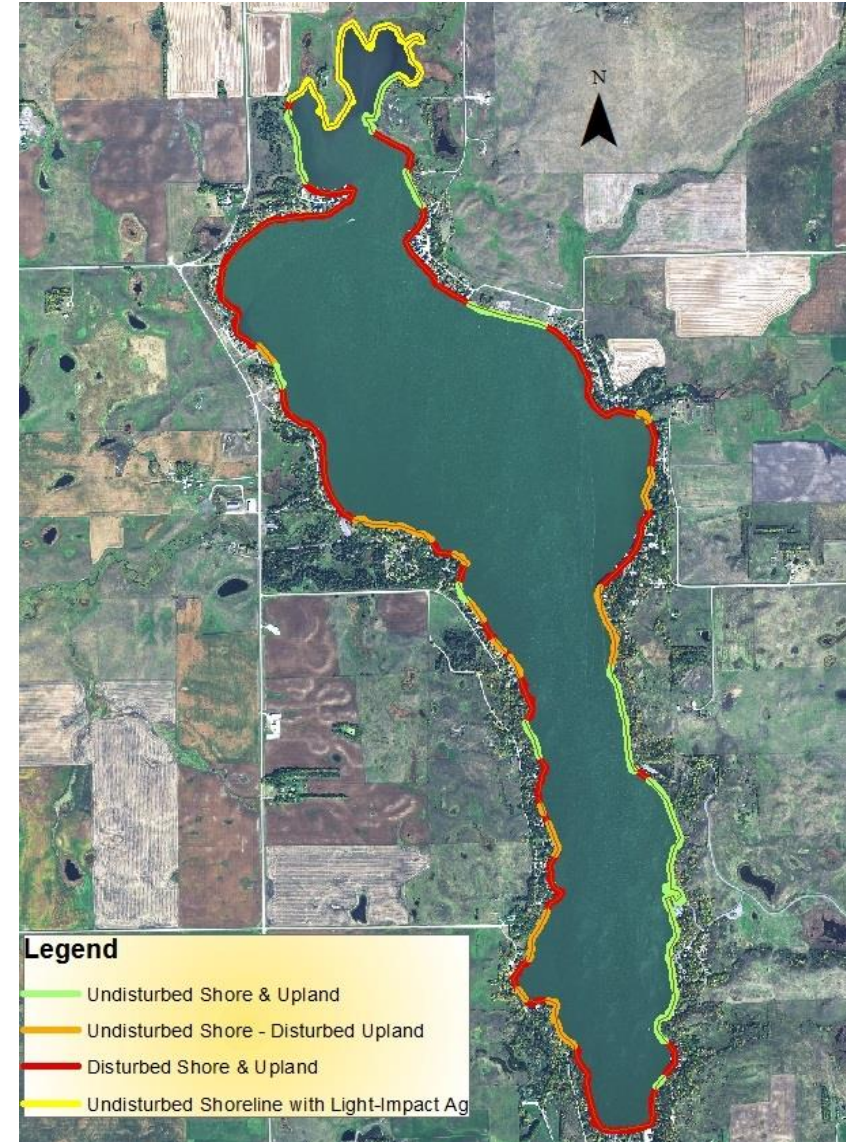 N
Legend
Undisturbed Shore & Upland
Undisturbed Shore - Disturbed Upland
Disturbed Shore & Upland
Undisturbed Shoreline with Light-Impact Ag